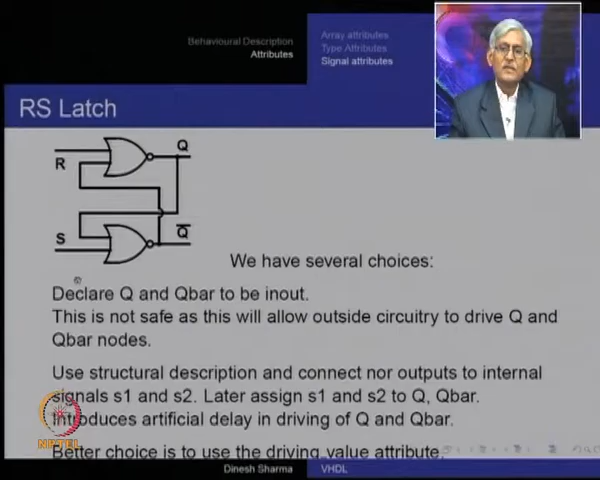 Behavioural Description
Attributes
Array attributes
Type Attributes
Signal attributes
RS Latch
R
Q
S
Q
We have several choices:
Declare Q and Qbar to be inout.
This is not safe as this will allow outside circuitry to drive Q and
Qbar nodes.
Use structural description and connect nor outputs to internal
signals s1 and s2. Later assign s1 and s2 to Q, Qbar.
Introduces artificial delay in driving of Q and Qbar.
Better choice is to use the driving_value attribute.
NPTEL
Dinesh Sharma
VHDL